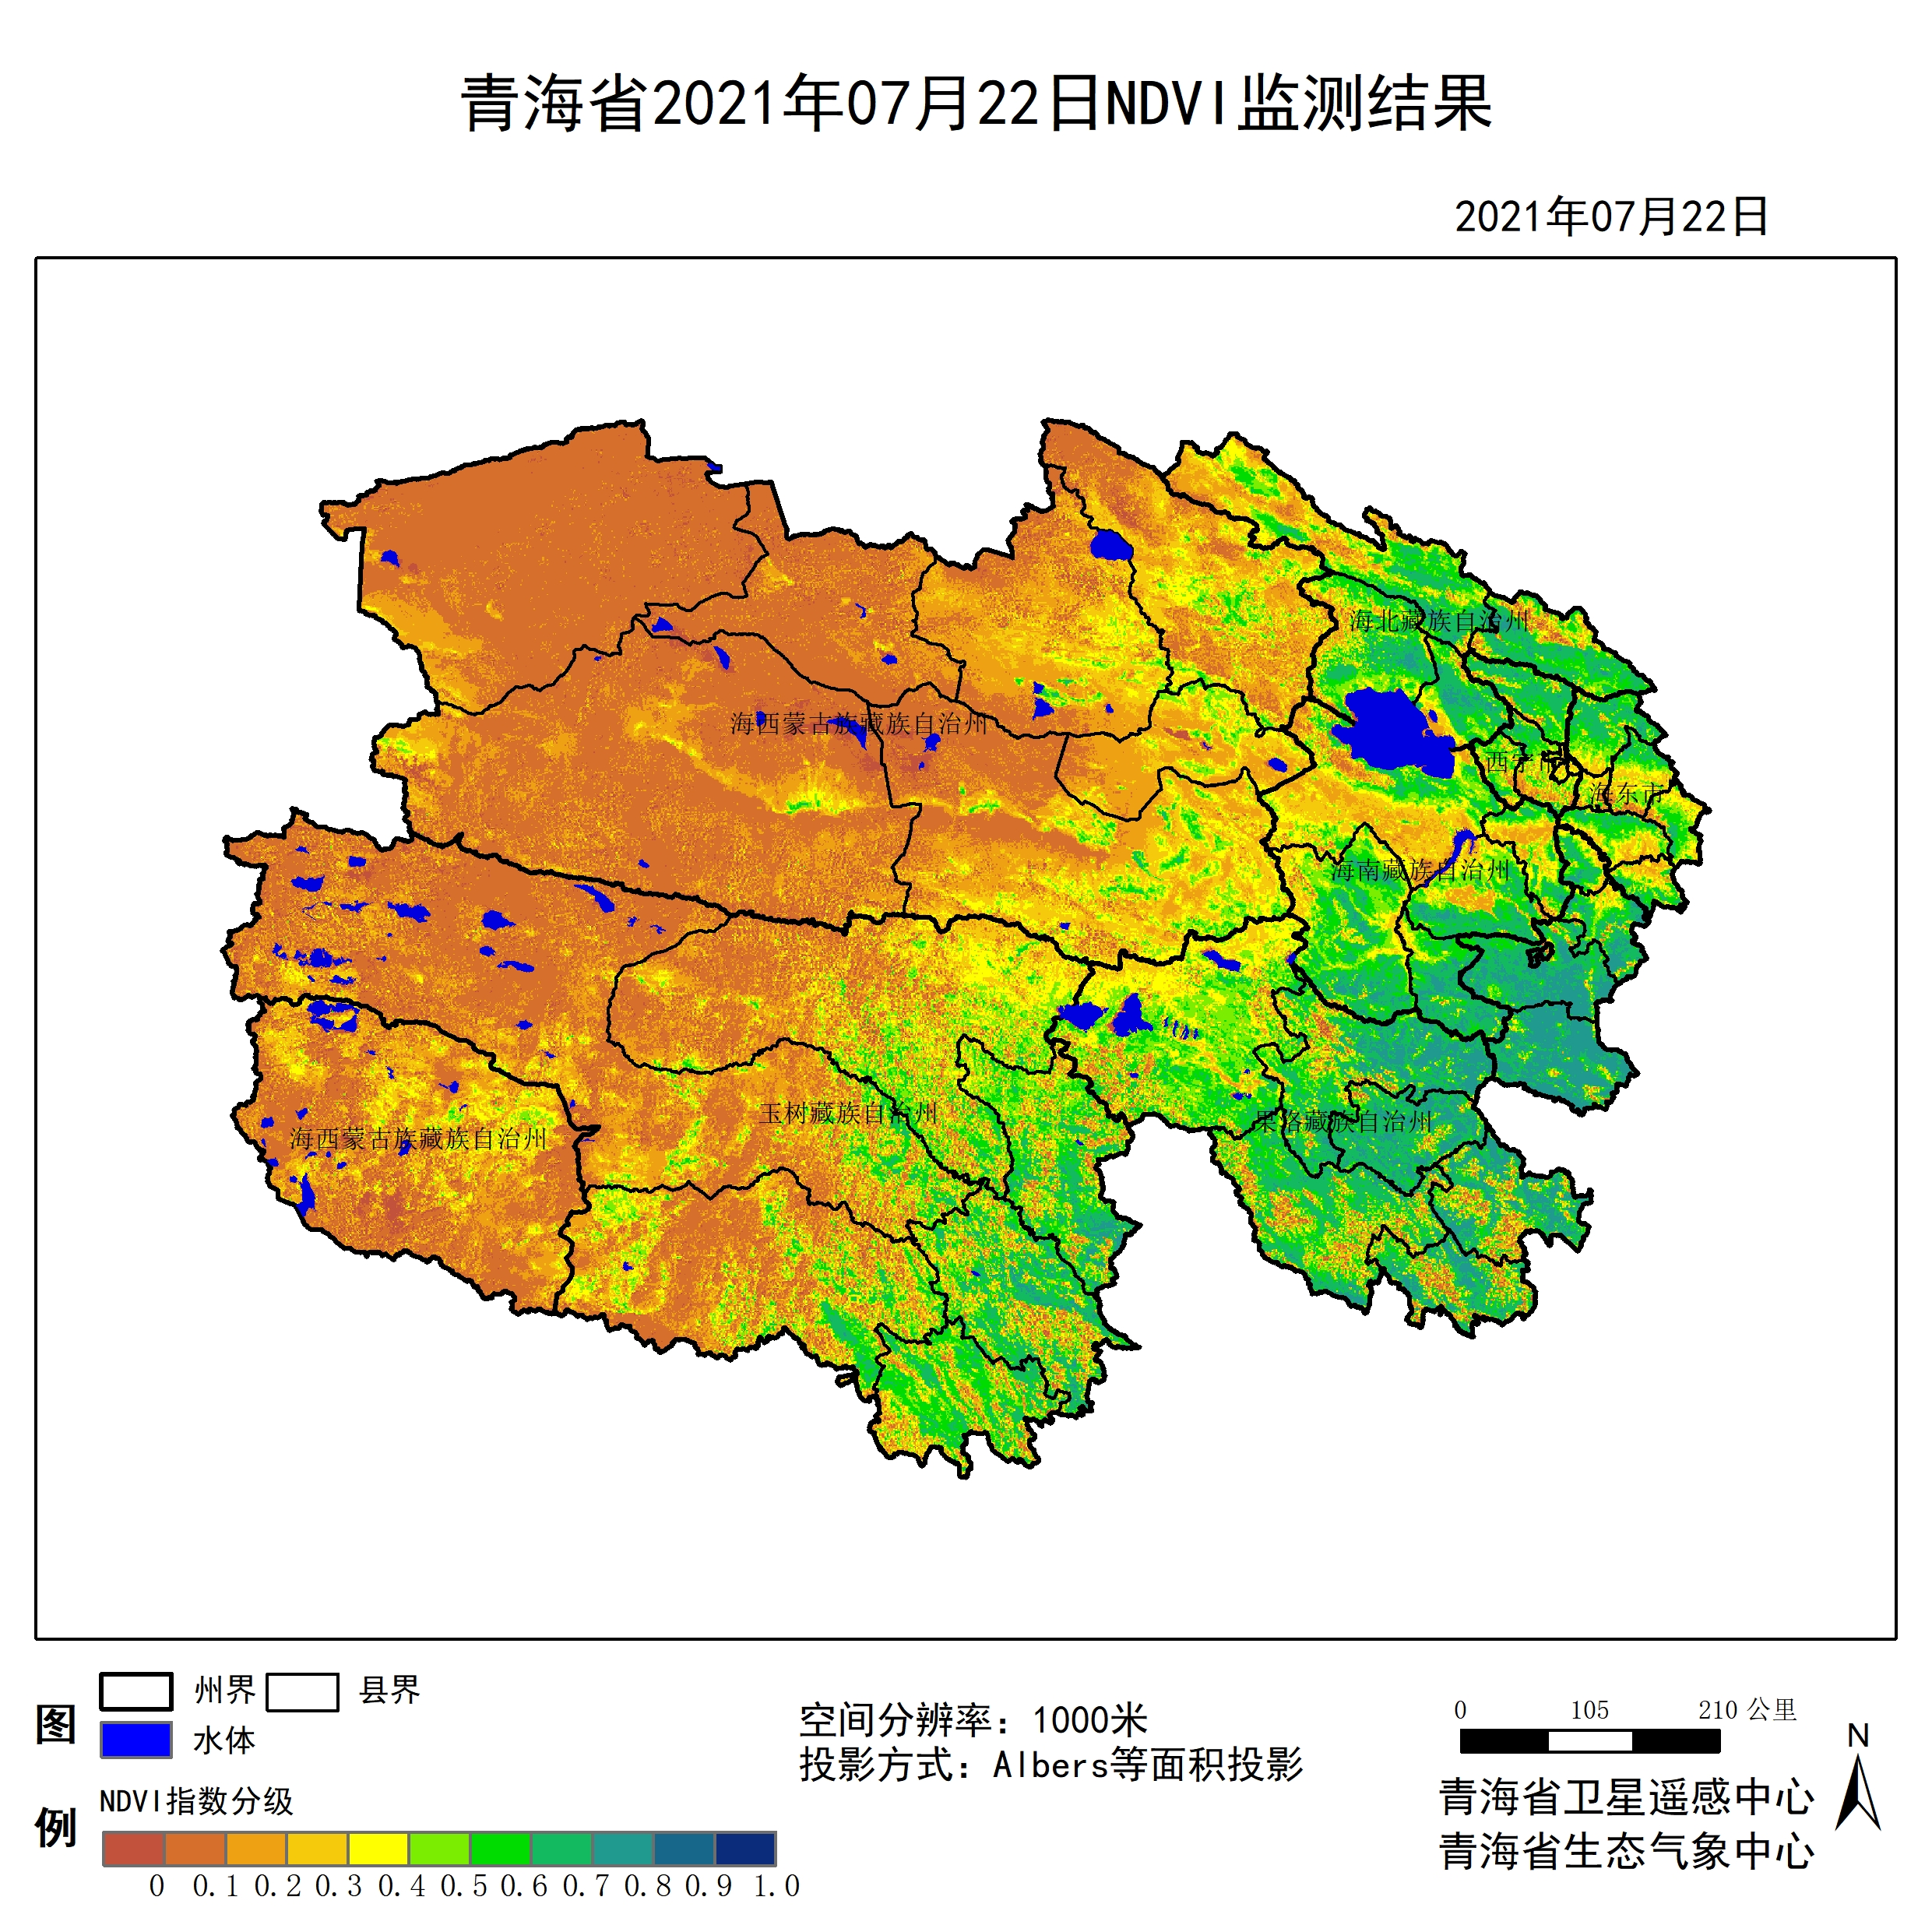 青海省2021年07月22日NDVI监测结果
2021年07月22日
海北藏族自治州
海西蒙古族藏族自治州
西宁市
海东市
海南藏族自治州
玉树藏族自治州
果洛藏族自治州
海西蒙古族藏族自治州
图例
州界
县界
水体
NDVI指数分级
0 0.1 0.2 0.3 0.4 0.5 0.6 0.7 0.8 0.9 1.0
空间分辨率：1000米
投影方式：Albers等面积投影
0 105 210 公里
N
青海省卫星遥感中心
青海省生态气象中心